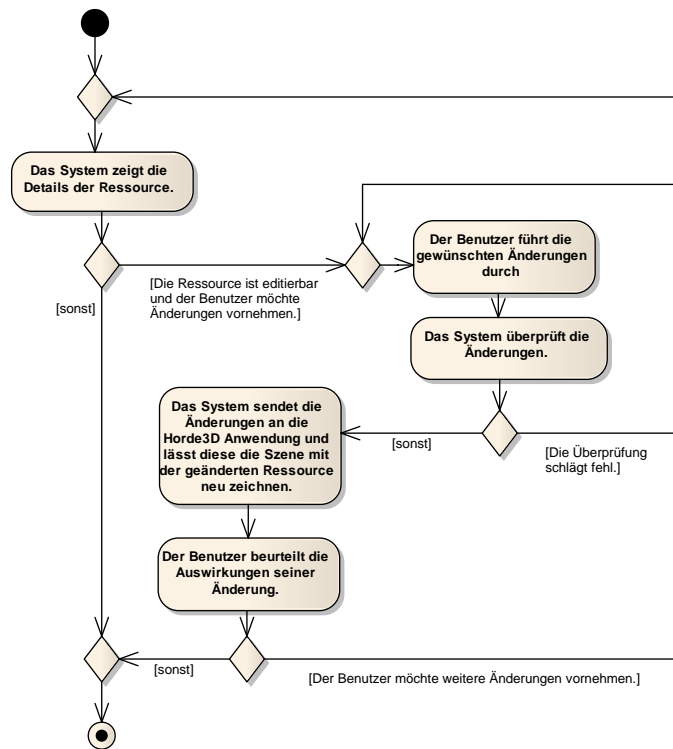 Das System zeigt die
Details der Ressource.
Der Benutzer führt die
gewünschten Änderungen
durch
[Die Ressource ist editierbar
und der Benutzer möchte
Änderungen vornehmen.]
[sonst]
Das System überprüft die
Änderungen.
Das System sendet die
Änderungen an die
Horde3D Anwendung und
lässt diese die Szene mit
der geänderten Ressource
neu zeichnen.
[sonst]
[Die Überprüfung
schlägt fehl.]
Der Benutzer beurteilt die
Auswirkungen seiner
Änderung.
[sonst]
[Der Benutzer möchte weitere Änderungen vornehmen.]